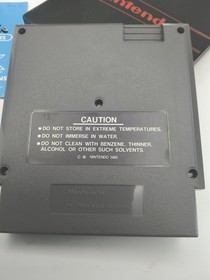 Nintendo
CAUTION
•DO NOT STORE IN EXTREME TEMPERATURES.
•DO NOT IMMERSE IN WATER.
•DO NOT CLEAN WITH BENZENE, THINNER,
ALCOHOL OR OTHER SUCH SOLVENTS.
© ® NINTENDO 1985